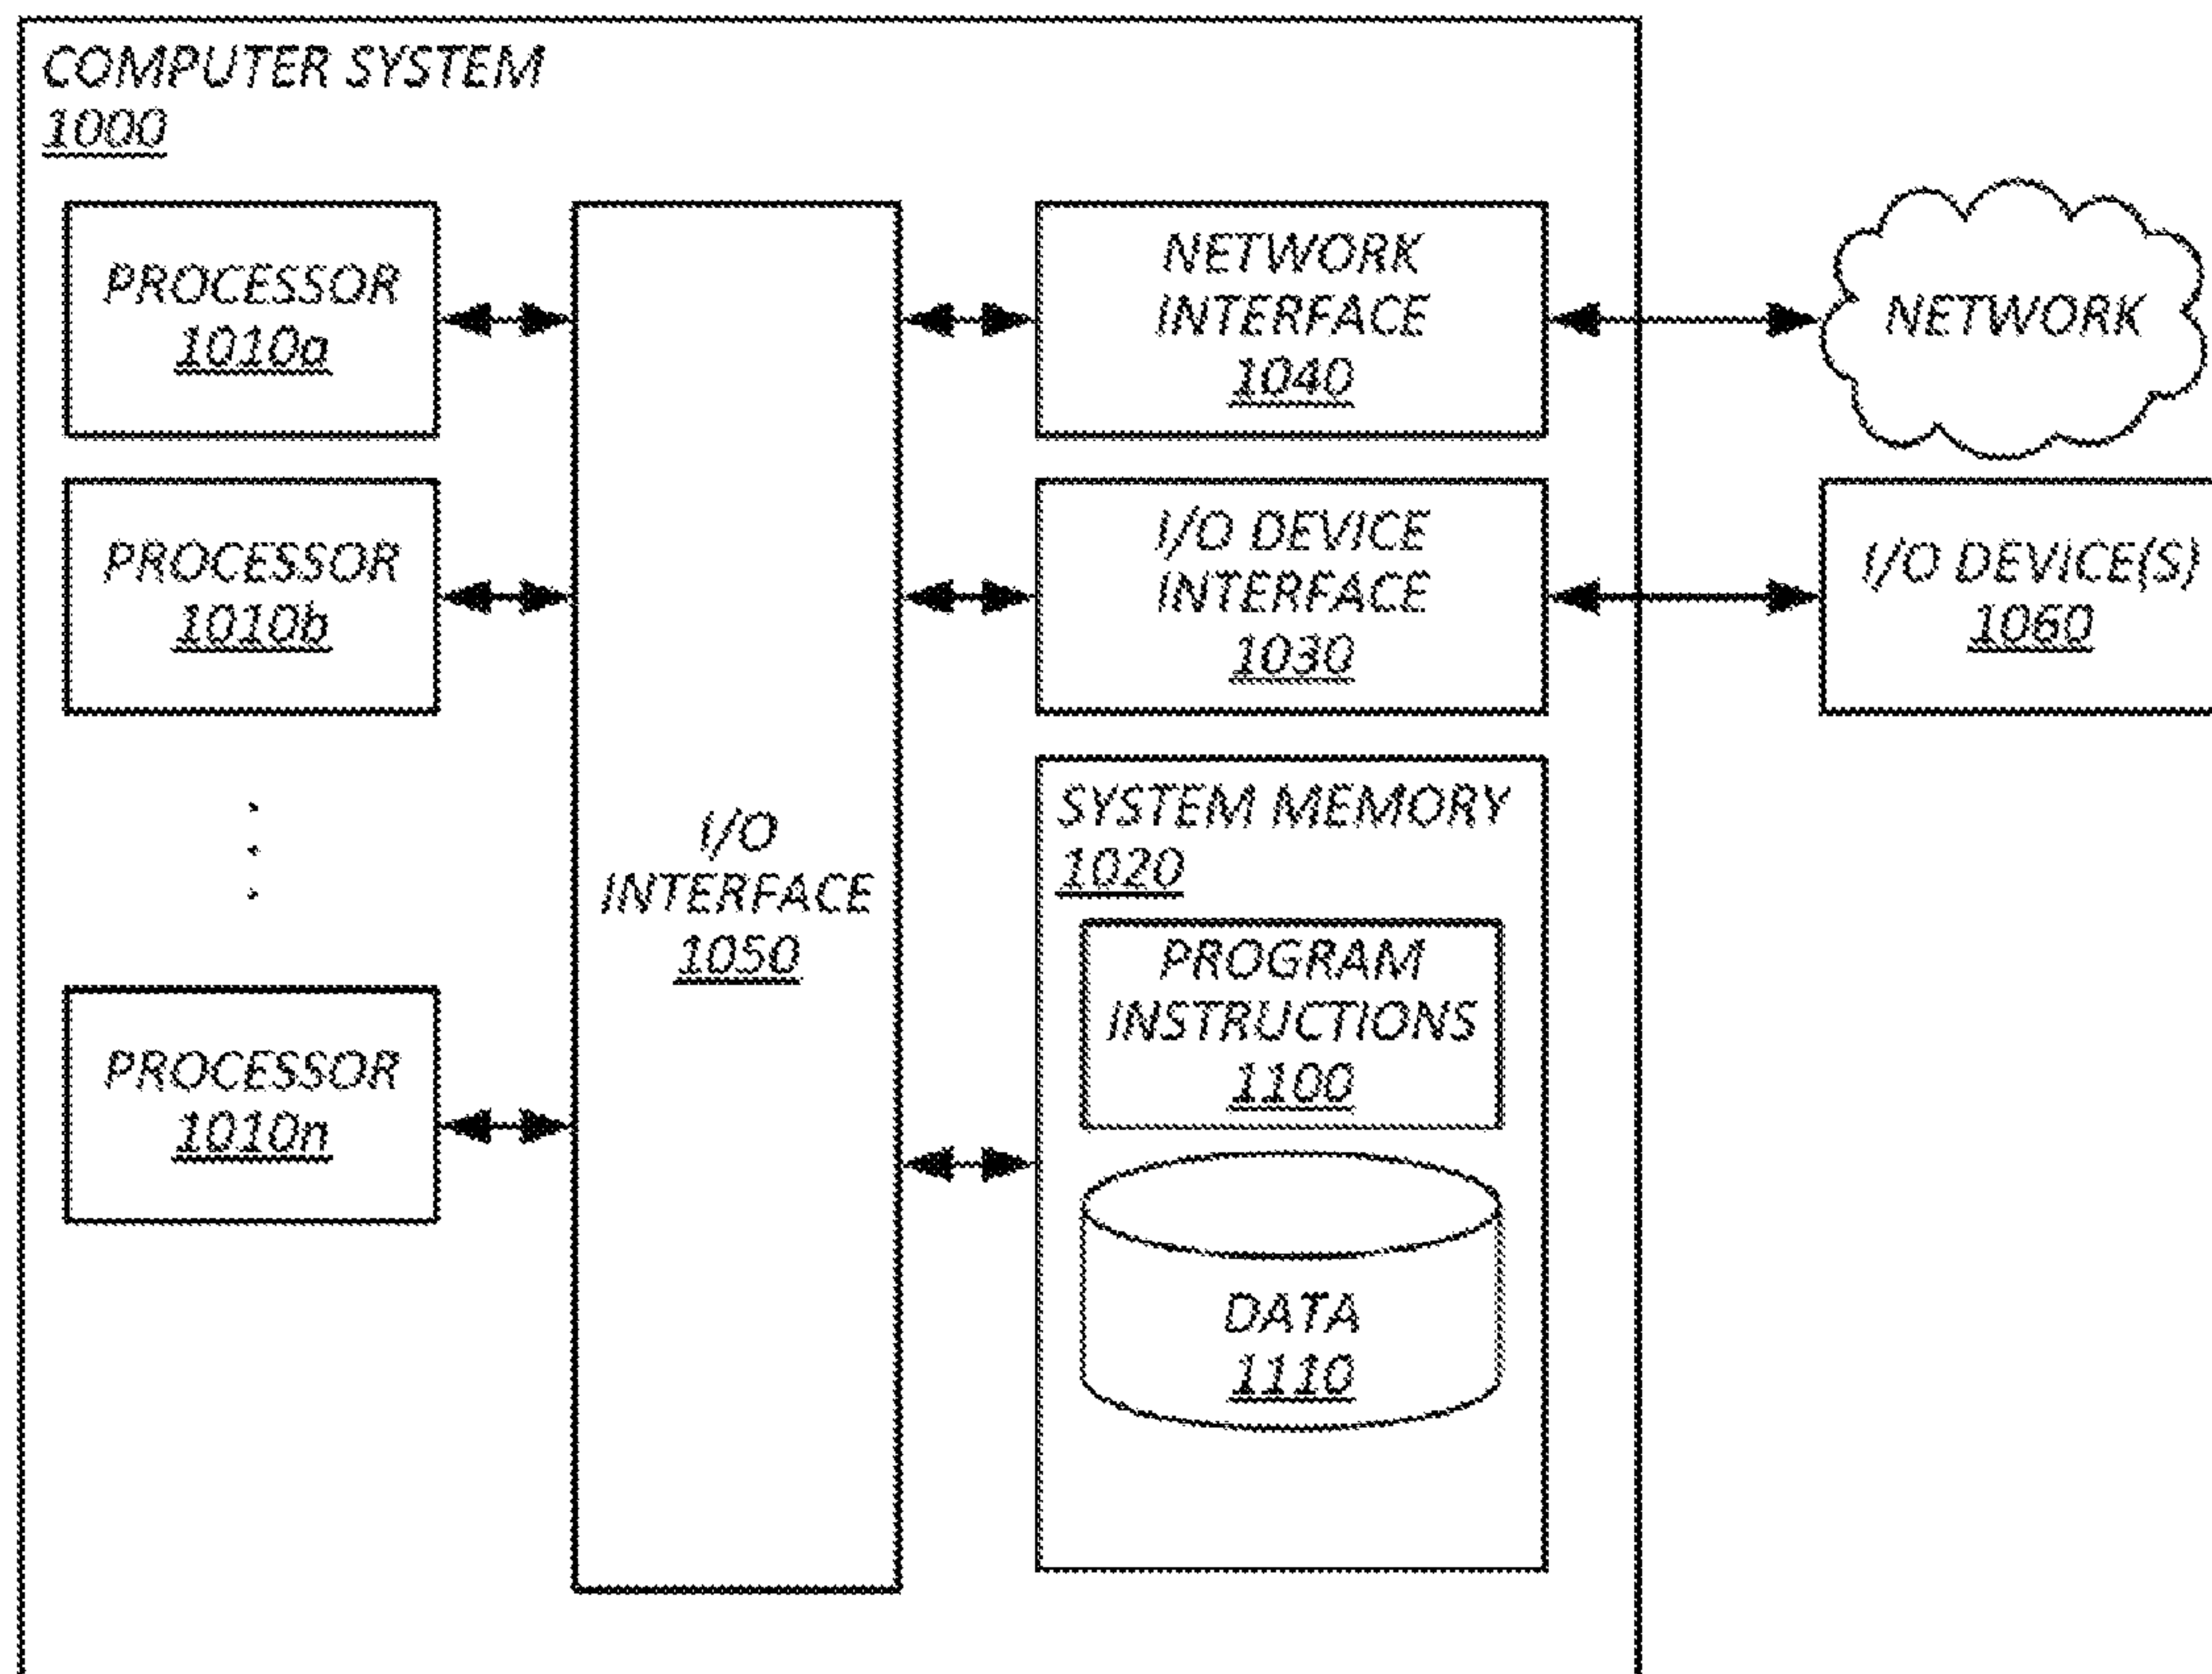 COMPUTER SYSTEM
1000
PROCESSOR
1010a
PROCESSOR
1010b
PROCESSOR
1010n
I/O
INTERFACE
1050
NETWORK
INTERFACE
1040
I/O DEVICE
INTERFACE
1030
SYSTEM MEMORY
1020
PROGRAM
INSTRUCTIONS
1100
DATA
1110
NETWORK
I/O DEVICE(S)
1060